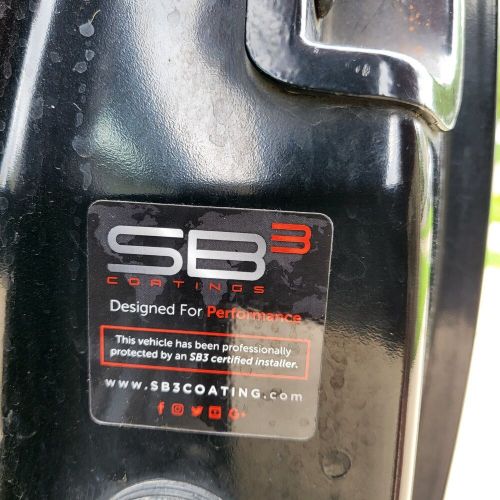 SB3
COATINGS
Designed For Performance
This vehicle has been professionally
protected by an SB3 certified installer.
WWW.SB3COATING.com